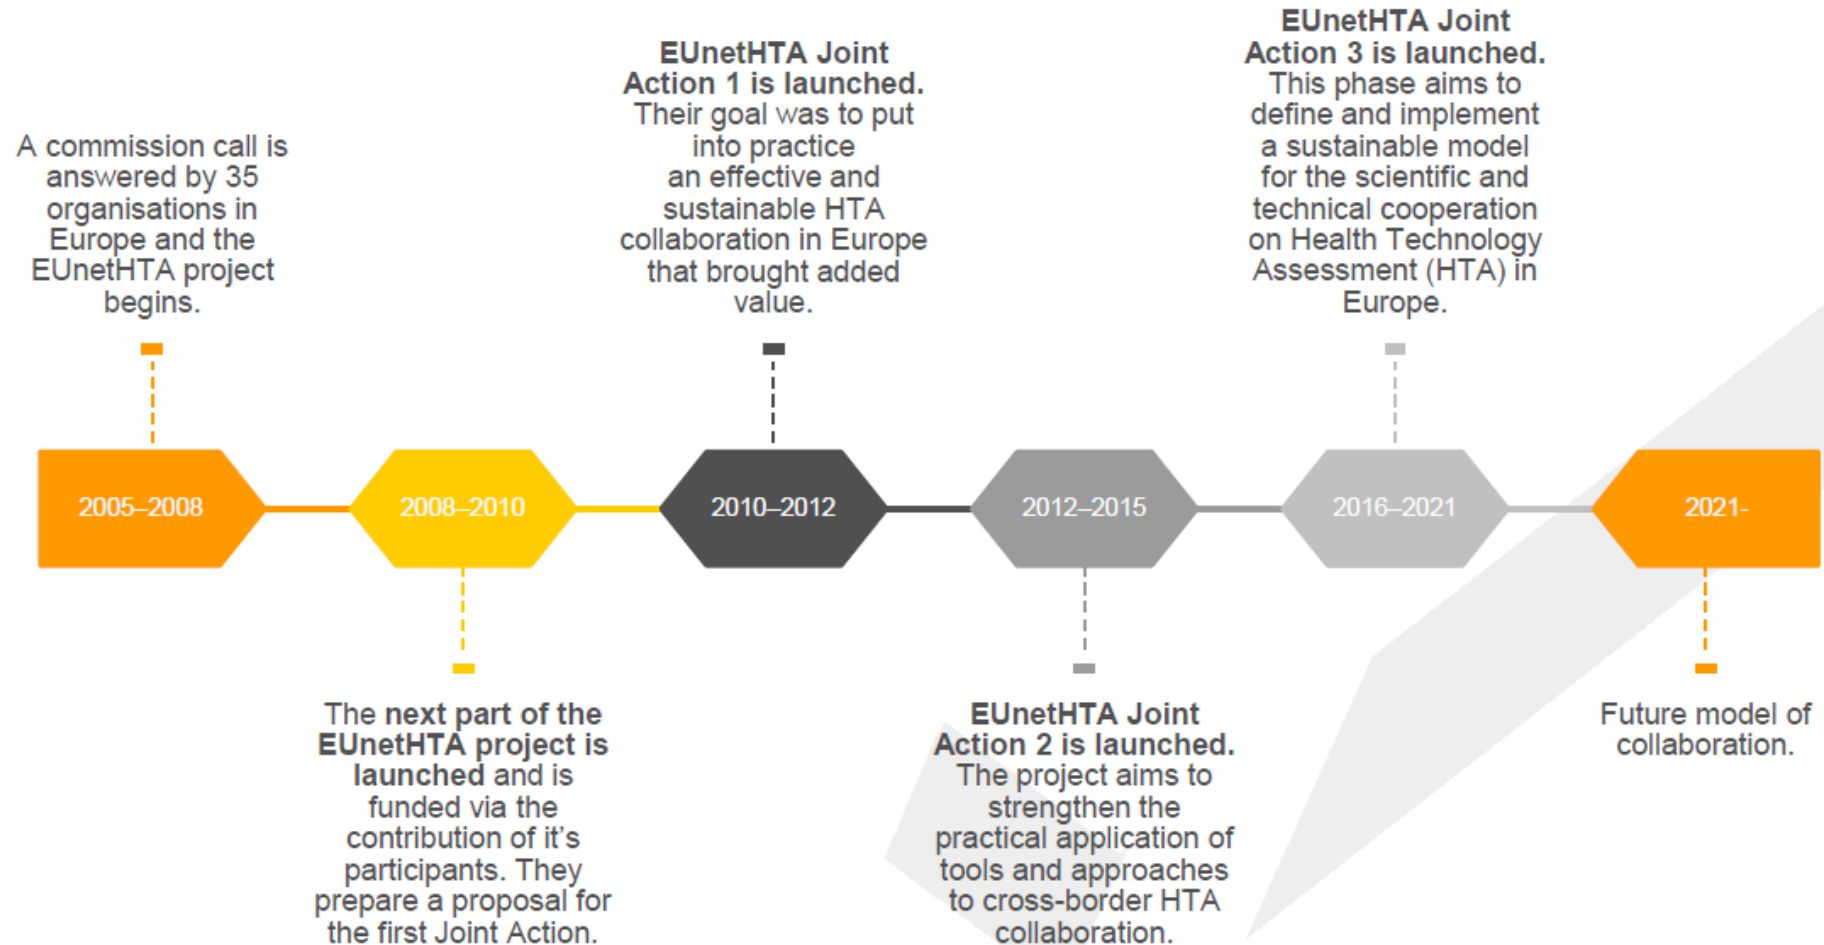 A commission call is
answered by 35
organisations in
Europe and the
EUnetHTA project
begins.
EUnetHTA Joint
Action 1 is launched.
Their goal was to put
into practice
an effective and
sustainable HTA
collaboration in Europe
that brought added
value.
EUnetHTA Joint
Action 3 is launched.
This phase aims to
define and implement
a sustainable model
for the scientific and
technical cooperation
on Health Technology
Assessment (HTA) in
Europe.
2005–2008
2008–2010
2010–2012
2012–2015
2016–2021
2021-
The next part of the
EUnetHTA project is
launched and is
funded via the
contribution of it's
participants. They
prepare a proposal for
the first Joint Action.
EUnetHTA Joint
Action 2 is launched.
The project aims to
strengthen the
practical application of
tools and approaches
to cross-border HTA
collaboration.
Future model of
collaboration.